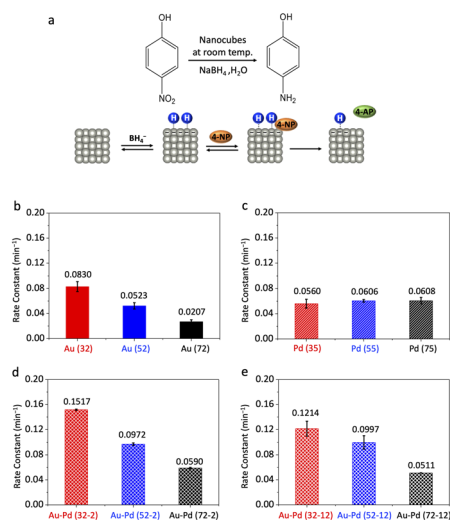 a
OH
Nanocubes
at room temp.
NaBH₄ ,H₂O
NO₂
NH₂
OH
H H
BH₄⁻
4-NP
H H
4-NP
H
4-AP
b
Rate Constant (min⁻¹)
0.20
0.16
0.12
0.08
0.04
0.00
0.0830
0.0523
0.0207
Au (32)
Au (52)
Au (72)
c
Rate Constant (min⁻¹)
0.20
0.16
0.12
0.08
0.04
0.00
0.0560
0.0606
0.0608
Pd (35)
Pd (55)
Pd (75)
d
Rate Constant (min⁻¹)
0.20
0.16
0.12
0.08
0.04
0.00
0.1517
0.0972
0.0590
Au-Pd (32-2)
Au-Pd (52-2)
Au-Pd (72-2)
e
Rate Constant (min⁻¹)
0.20
0.16
0.12
0.08
0.04
0.00
0.1214
0.0997
0.0511
Au-Pd (32-12)
Au-Pd (52-12)
Au-Pd (72-12)